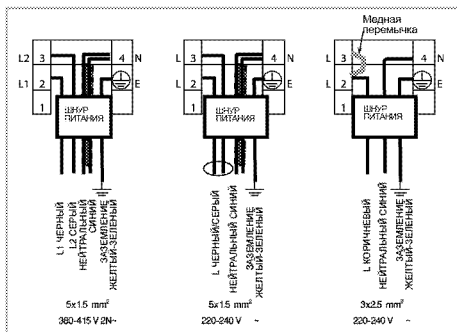 Медная
перемычка
L2 3 4 N
L1 2 E
1
ШНУР
ПИТАНИЯ
L1 ЧЕРНЫЙ
L2 СЕРЫЙ
НЕЙТРАЛЬНЫЙ
СИНИЙ
ЗАЗЕМЛЕНИЕ
ЖЕЛТЫЙ-ЗЕЛЕНЫЙ
5x1.5 mm²
380-415 V 2N~
L 3 4 N
L 2 E
1
ШНУР
ПИТАНИЯ
L ЧЕРНЫЙ/СЕРЫЙ
НЕЙТРАЛЬНЫЙ СИНИЙ
ЗАЗЕМЛЕНИЕ
ЖЕЛТЫЙ-ЗЕЛЕНЫЙ
5x1.5 mm²
220-240 V ~
L 3 4 N
L 2 E
1
ШНУР
ПИТАНИЯ
L КОРИЧНЕВЫЙ
НЕЙТРАЛЬНЫЙ СИНИЙ
ЗАЗЕМЛЕНИЕ
ЖЕЛТЫЙ-ЗЕЛЕНЫЙ
3x2.5 mm²
220-240 V ~